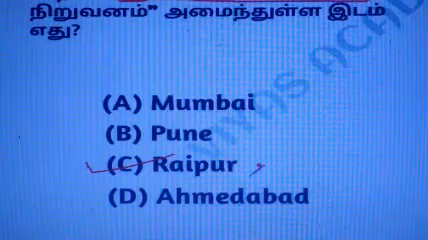 நிறுவனம்" அமைந்துள்ள இடம்
எது?
(A) Mumbai
(B) Pune
(C) Raipur
(D) Ahmedabad